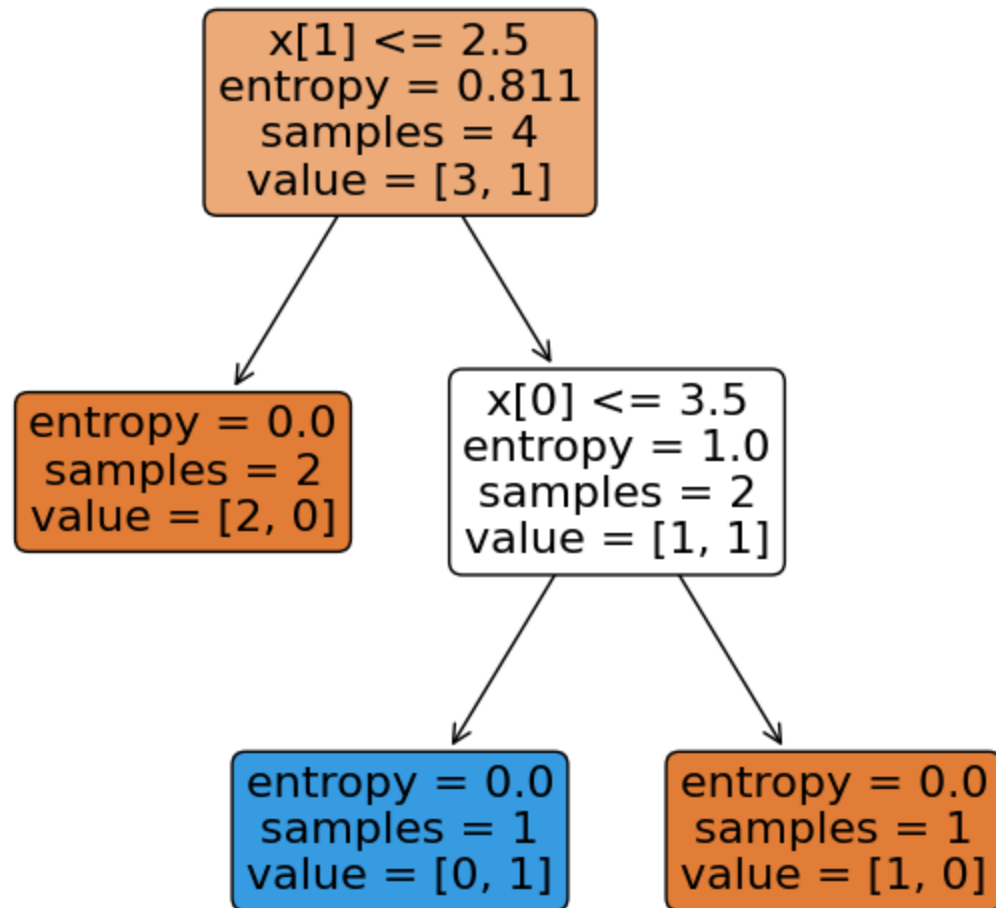 x[1] <= 2.5
entropy = 0.811
samples = 4
value = [3, 1]
entropy = 0.0
samples = 2
value = [2, 0]
x[0] <= 3.5
entropy = 1.0
samples = 2
value = [1, 1]
entropy = 0.0
samples = 1
value = [0, 1]
entropy = 0.0
samples = 1
value = [1, 0]